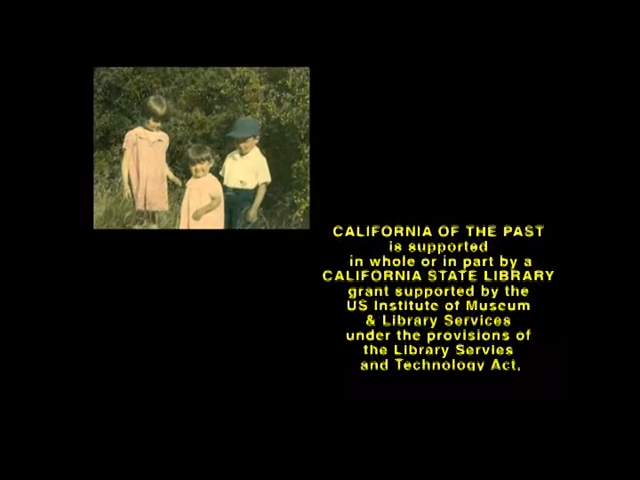 CALIFORNIA OF THE PAST
is supported
in whole or in part by a
CALIFORNIA STATE LIBRARY
grant supported by the
US Institute of Museum
& Library Services
under the provisions of
the Library Servies
and Technology Act,